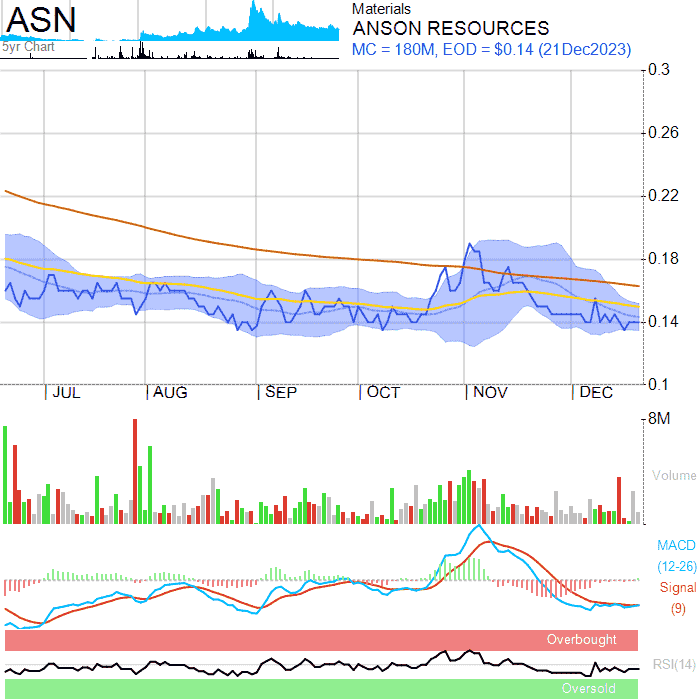 ASN
5yr Chart
Materials
ANSON RESOURCES
MC = 180M, EOD = $0.14 (21Dec2023)
0.3
0.26
0.22
0.18
0.14
0.1
JUL AUG SEP OCT NOV DEC
8M
Volume
MACD
(12-26)
Signal
(9)
Overbought
RSI(14)
Oversold